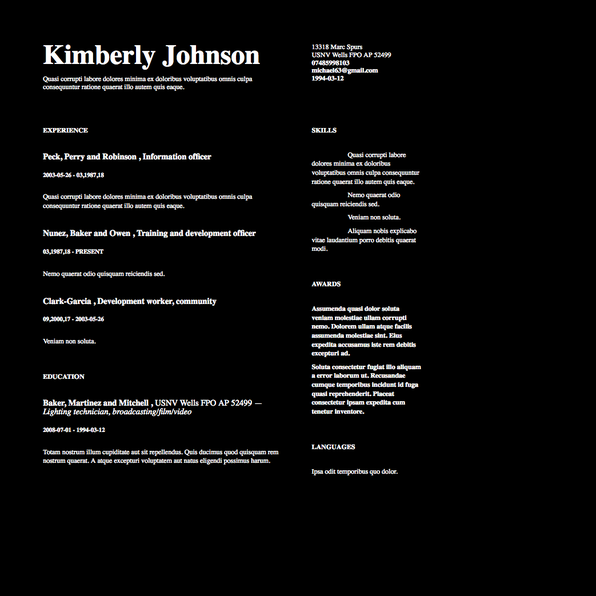 Kimberly Johnson
Quasi corrupti labore dolores minima ex doloribus voluptatibus omnis culpa
consequuntur ratione quaerat illo autem quis eaque.
13318 Marc Spurs
USNV Wells FPO AP 52499
07485998103
michael63@gmail.com
1994-03-12
EXPERIENCE
Peck, Perry and Robinson , Information officer
2003-05-26 - 03,1987,18
Quasi corrupti labore dolores minima ex doloribus voluptatibus omnis culpa
consequuntur ratione quaerat illo autem quis eaque.
Nunez, Baker and Owen , Training and development officer
03,1987,18 - PRESENT
Nemo quaerat odio quisquam reiciendis sed.
Clark-Garcia , Development worker, community
09,2000,17 - 2003-05-26
Veniam non soluta.
EDUCATION
Baker, Martinez and Mitchell , USNV Wells FPO AP 52499 —
Lighting technician, broadcasting/film/video
2008-07-01 - 1994-03-12
Totam nostrum illum cupiditate aut sit repellendus. Quis ducimus quod quisquam rem
nostrum quaerat. A atque excepturi voluptatem aut natus eligendi possimus harum.
SKILLS
Quasi corrupti labore
dolores minima ex doloribus
voluptatibus omnis culpa consequuntur
ratione quaerat illo autem quis eaque.
Nemo quaerat odio
quisquam reiciendis sed.
Veniam non soluta.
Aliquam nobis explicabo
vitae laudantium porro debitis quaerat
modi.
AWARDS
Assumenda quasi dolor soluta
veniam molestiae ullam corrupti
nemo. Dolorem ullam atque facilis
assumenda molestiae sint. Eius
expedita accusamus iste rem debitis
excepturi ad.
Soluta consectetur fugiat illo aliquam
a error laborum ut. Recusandae
cumque temporibus incidunt id fuga
quasi reprehenderit. Placeat
consectetur ipsam expedita cum
tenetur inventore.
LANGUAGES
Ipsa odit temporibus quo dolor.